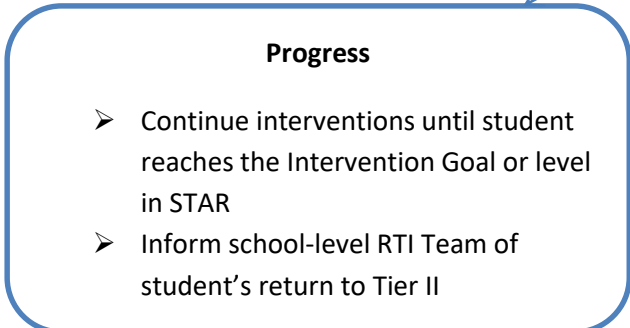 Progress
➢ Continue interventions until student
reaches the Intervention Goal or level
in STAR
➢ Inform school-level RTI Team of
student’s return to Tier II